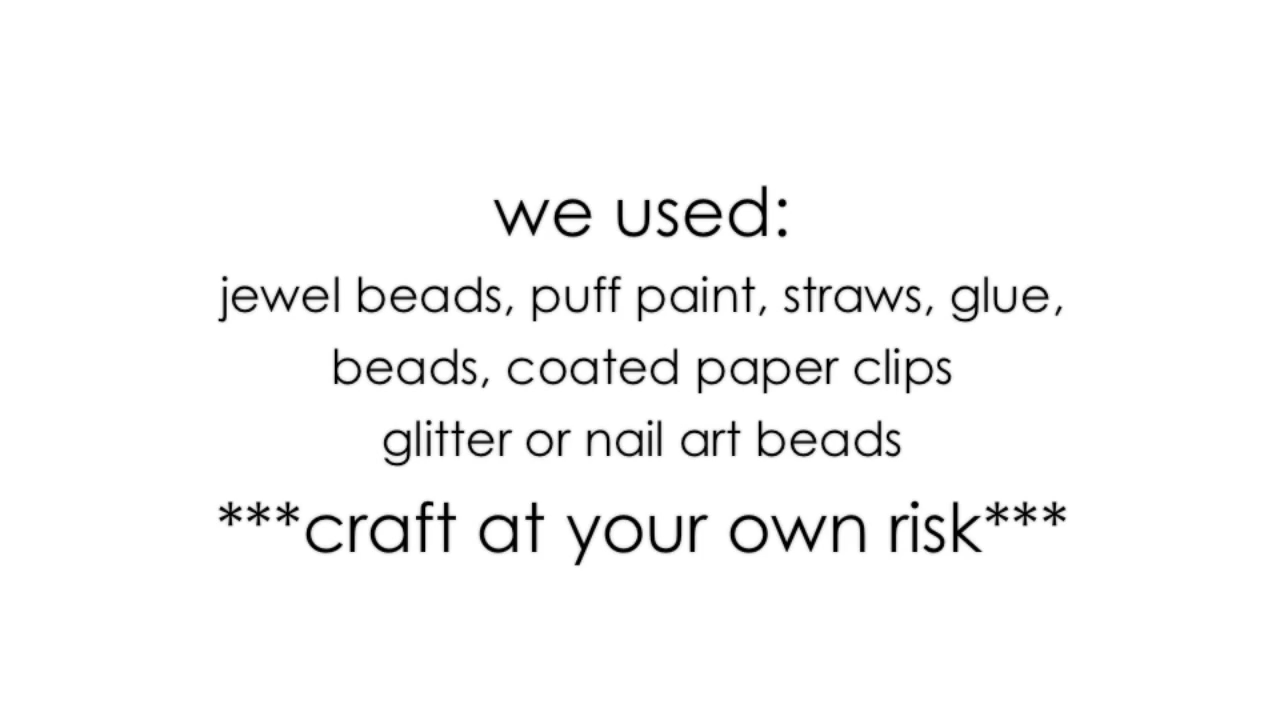 we used:
jewel beads, puff paint, straws, glue,
beads, coated paper clips
glitter or nail art beads
***craft at your own risk***